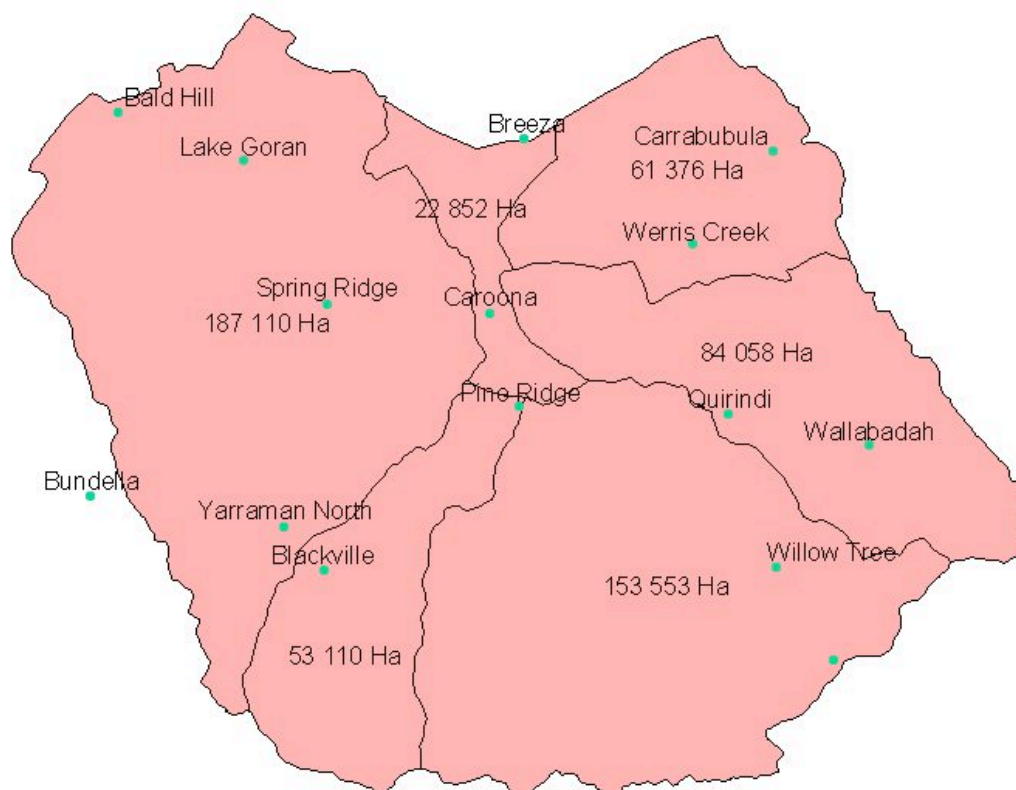 Bald Hill
Breeza
Lake Goran
Carrabubula
61 376 Ha
22 852 Ha
Werris Creek
Spring Ridge
Caroona
187 110 Ha
84 058 Ha
Pine Ridge
Quirindi
Wallabadah
Bundella
Yarraman North
Blackville
Willow Tree
153 553 Ha
53 110 Ha